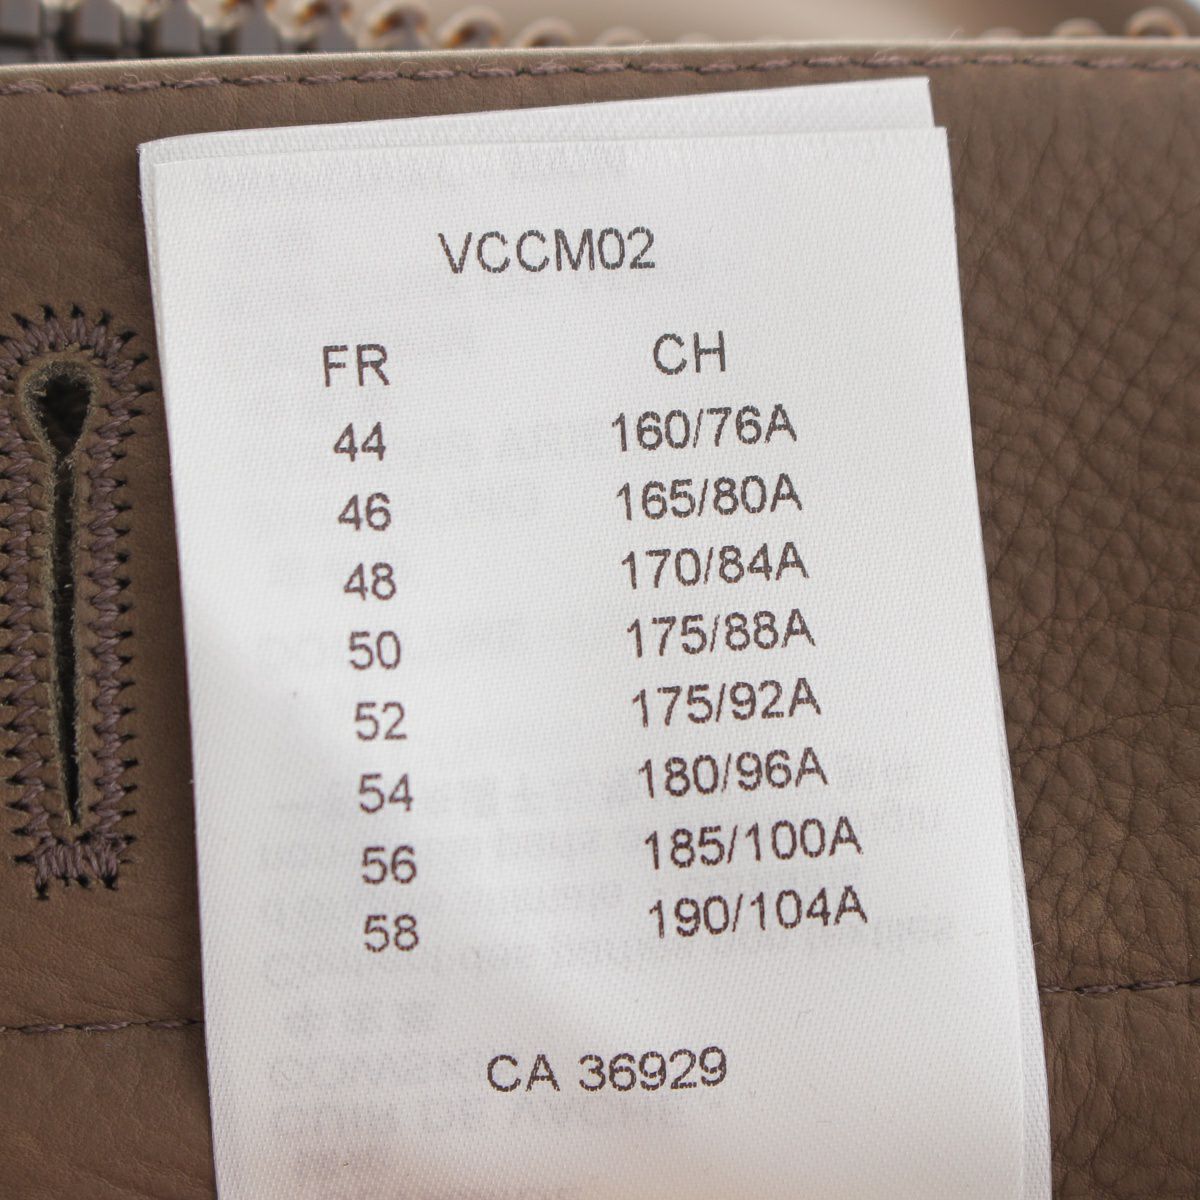 VCCM02
FR CH
44 160/76A
46 165/80A
48 170/84A
50 175/88A
52 175/92A
54 180/96A
56 185/100A
58 190/104A
CA 36929